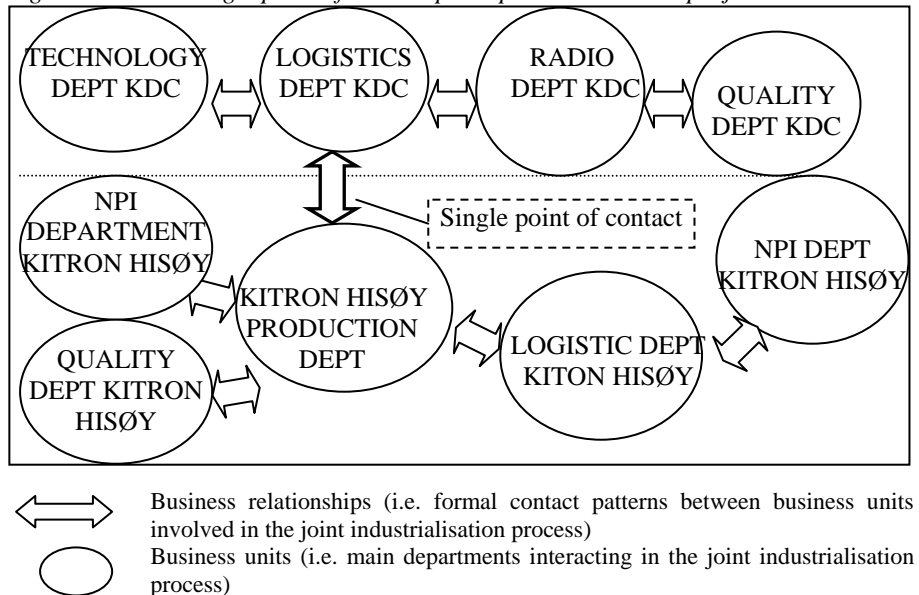 TECHNOLOGY
DEPT KDC
LOGISTICS
DEPT KDC
RADIO
DEPT KDC
QUALITY
DEPT KDC
Single point of contact
NPI
DEPARTMENT
KITRON HISØY
KITRON HISØY
PRODUCTION
DEPT
NPI DEPT
KITRON HISØY
QUALITY
DEPT KITRON
HISØY
LOGISTIC DEPT
KITON HISØY
Business relationships (i.e. formal contact patterns between business units
involved in the joint industrialisation process)
Business units (i.e. main departments interacting in the joint industrialisation
process)